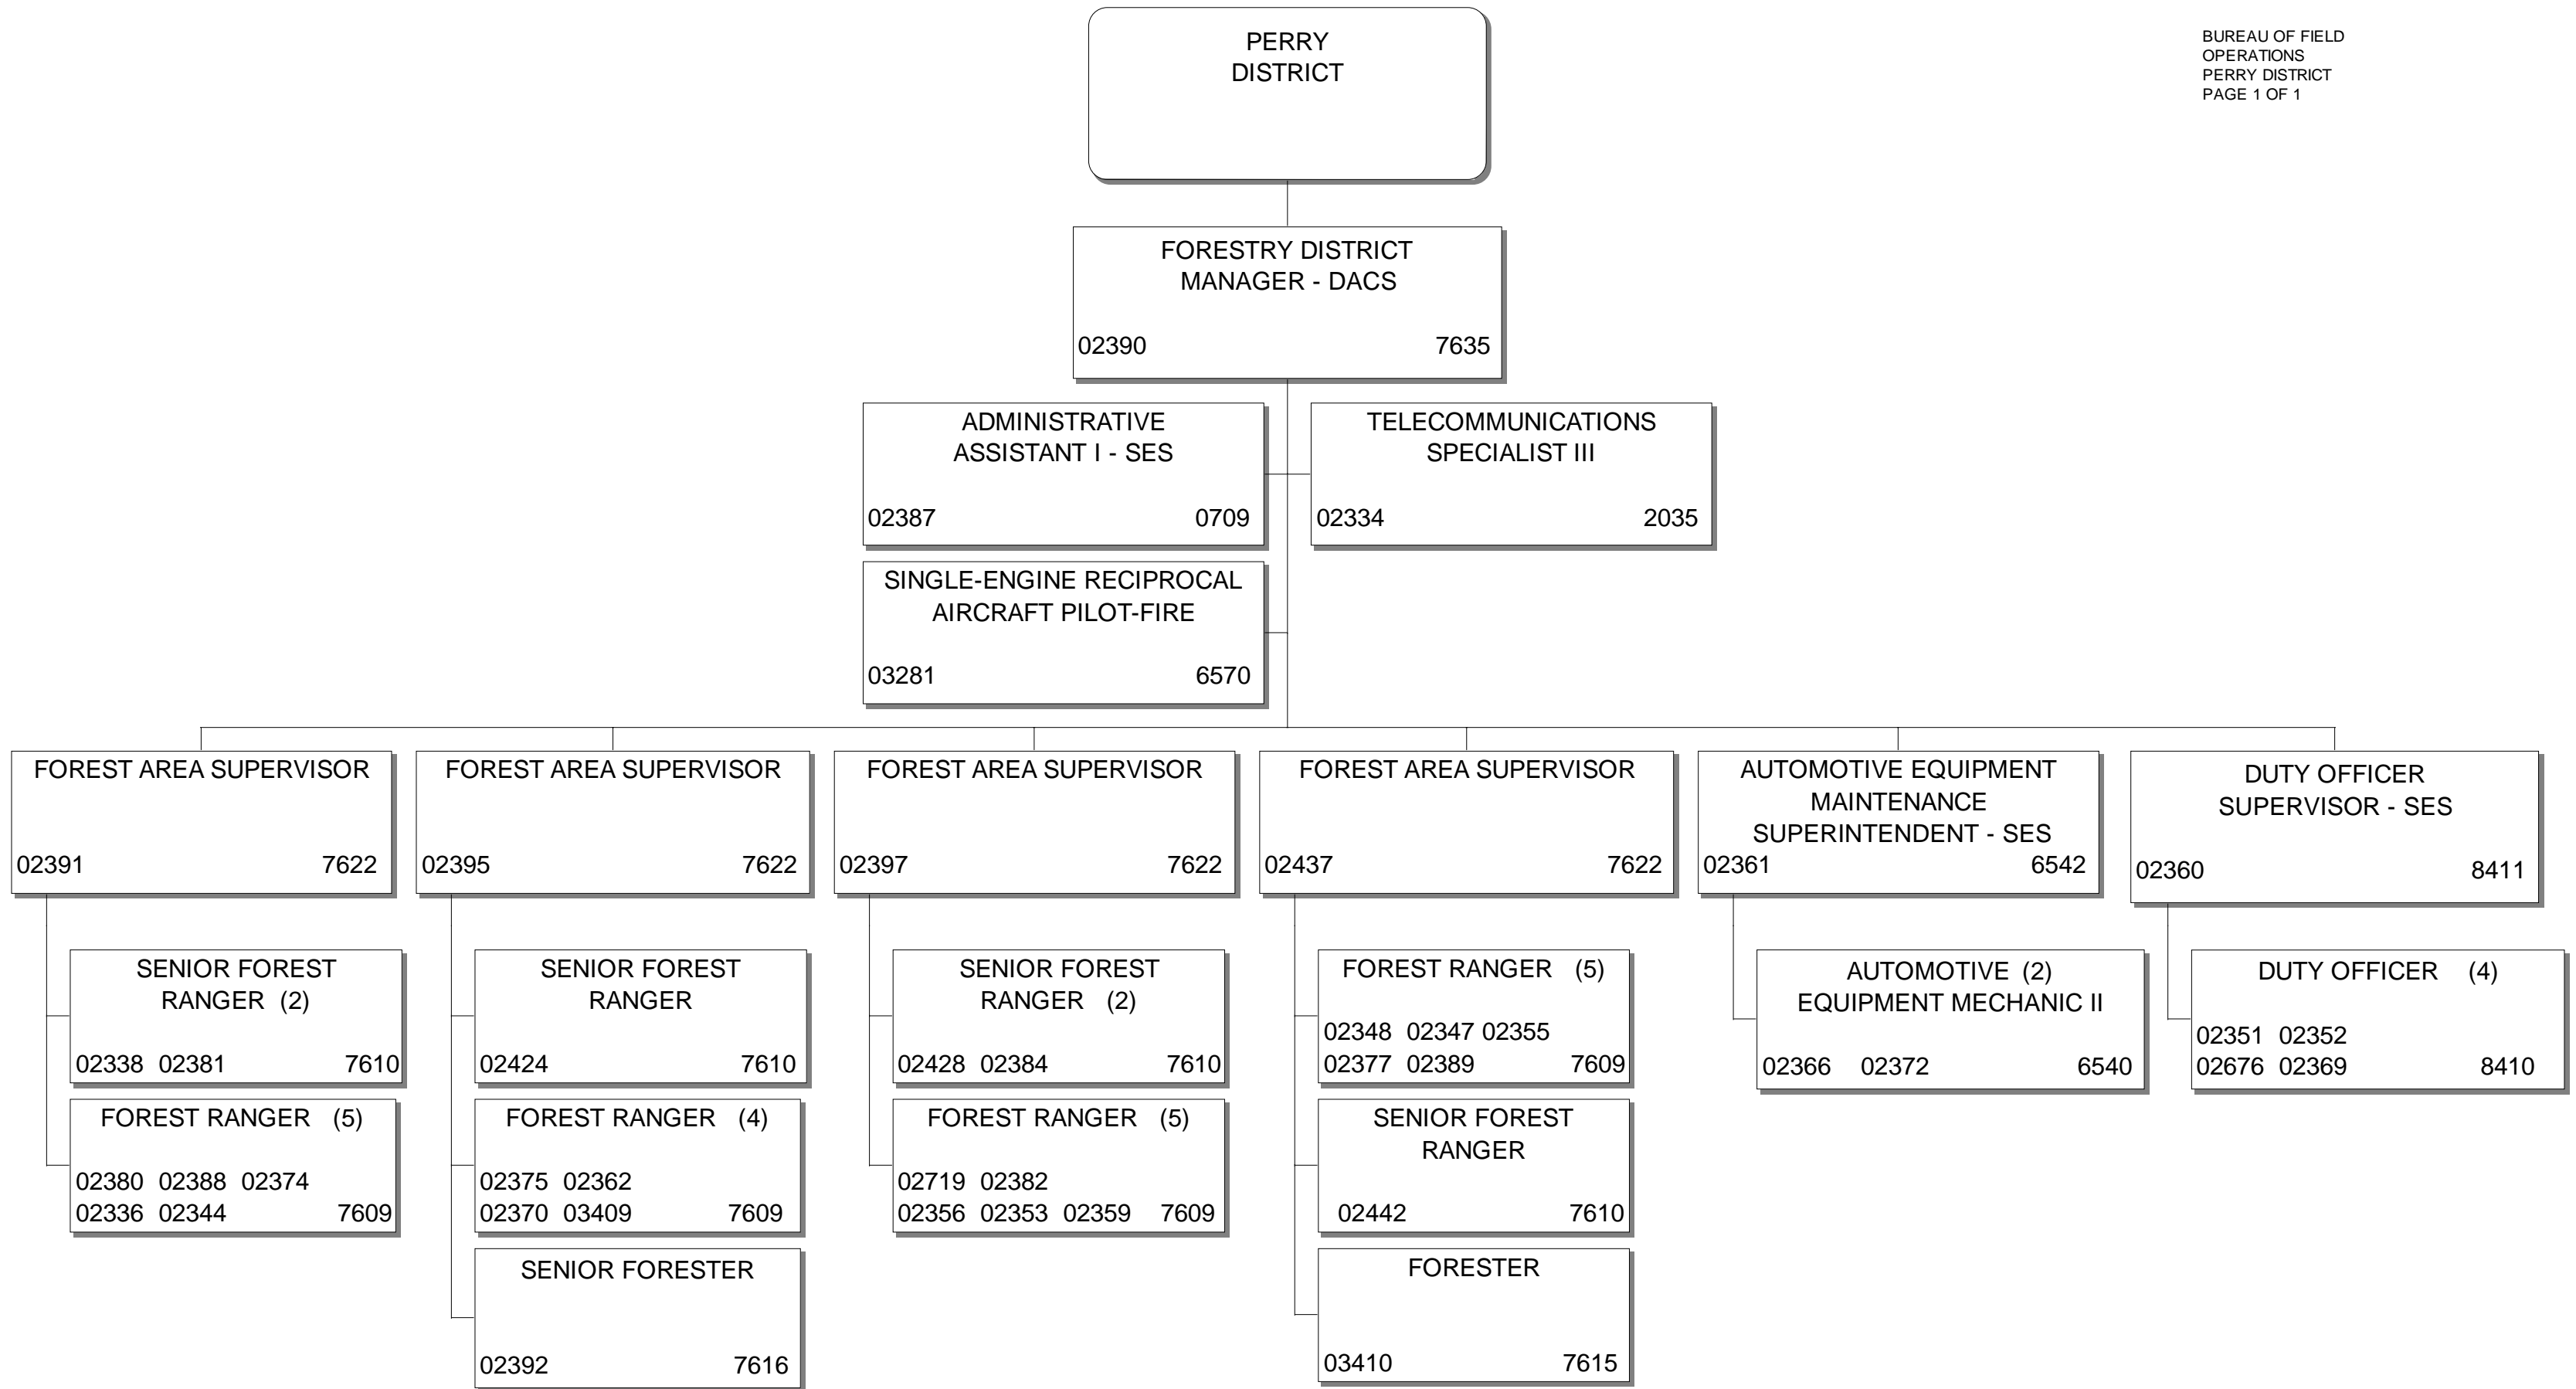 PERRY
DISTRICT
BUREAU OF FIELD
OPERATIONS
PERRY DISTRICT
PAGE 1 OF 1
FORESTRY DISTRICT
MANAGER - DACS
02390 7635
ADMINISTRATIVE
ASSISTANT I - SES
02387 0709
TELECOMMUNICATIONS
SPECIALIST III
02334 2035
SINGLE-ENGINE RECIPROCAL
AIRCRAFT PILOT-FIRE
03281 6570
FOREST AREA SUPERVISOR
02391 7622
FOREST AREA SUPERVISOR
02395 7622
FOREST AREA SUPERVISOR
02397 7622
FOREST AREA SUPERVISOR
02437 7622
AUTOMOTIVE EQUIPMENT
MAINTENANCE
SUPERINTENDENT - SES
02361 6542
DUTY OFFICER
SUPERVISOR - SES
02360 8411
SENIOR FOREST
RANGER (2)
02338 02381 7610
FOREST RANGER (5)
02380 02388 02374
02336 02344 7609
SENIOR FOREST
RANGER
02424 7610
FOREST RANGER (4)
02375 02362
02370 03409 7609
SENIOR FORESTER
02392 7616
SENIOR FOREST
RANGER (2)
02428 02384 7610
FOREST RANGER (5)
02719 02382
02356 02353 02359 7609
FOREST RANGER (5)
02348 02347 02355
02377 02389 7609
SENIOR FOREST
RANGER
02442 7610
FORESTER
03410 7615
AUTOMOTIVE (2)
EQUIPMENT MECHANIC II
02366 02372 6540
DUTY OFFICER (4)
02351 02352
02676 02369 8410